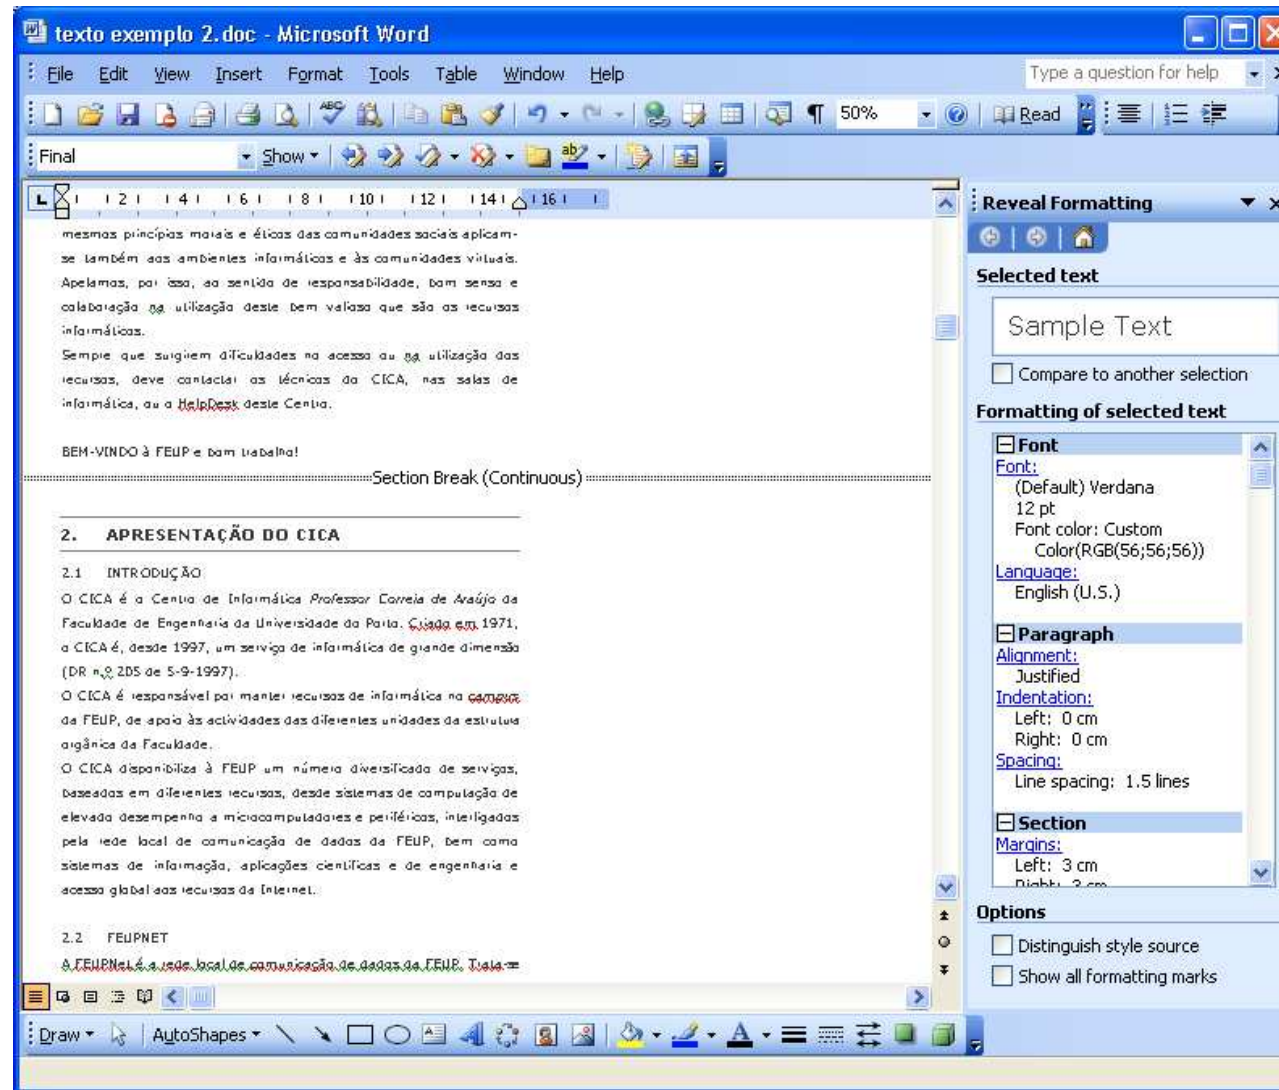 texto exemplo 2.doc - Microsoft Word
File Edit View Insert Format Tools Table Window Help Type a question for help
ABC 50% Read
Final Show ab
L 2 4 6 8 10 12 14 16
mesmos princípios morais e éticos das comunidades sociais aplicam-
se também aos ambientes informáticos e às comunidades virtuais.
Apelamos, por isso, ao sentido de responsabilidade, bom senso e
colaboração na utilização deste bem valioso que são os recursos
informáticos.
Sempre que surgirem dificuldades no acesso ou na utilização dos
recursos, deve contactar os técnicos do CICA, nas salas de
informática, ou o HelpDesk deste Centro.
BEM-VINDO à FEUP e bom trabalho!
Section Break (Continuous)
2. APRESENTAÇÃO DO CICA
2.1 INTRODUÇÃO
O CICA é o Centro de Informática Professor Correia de Araújo da
Faculdade de Engenharia da Universidade do Porto. Criado em 1971,
o CICA é, desde 1997, um serviço de informática de grande dimensão
(DR n.º 205 de 5-9-1997).
O CICA é responsável por manter recursos de informática no campus
da FEUP, de apoio às actividades das diferentes unidades da estrutura
orgânica da Faculdade.
O CICA disponibiliza à FEUP um número diversificado de serviços,
baseados em diferentes recursos, desde sistemas de computação de
elevado desempenho a microcomputadores e periféricos, interligados
pela rede local de comunicação de dados da FEUP, bem como
sistemas de informação, aplicações científicas e de engenharia e
acesso global aos recursos da Internet.
2.2 FEUPNET
A FEUPNet é a rede local de comunicação de dados da FEUP. Trata-se
Draw AutoShapes A
Reveal Formatting
Selected text
Sample Text
Compare to another selection
Formatting of selected text
Font
Font:
(Default) Verdana
12 pt
Font color: Custom
Color(RGB(56;56;56))
Language:
English (U.S.)
Paragraph
Alignment:
Justified
Indentation:
Left: 0 cm
Right: 0 cm
Spacing:
Line spacing: 1.5 lines
Section
Margins:
Left: 3 cm
Right: 3 cm
Options
Distinguish style source
Show all formatting marks